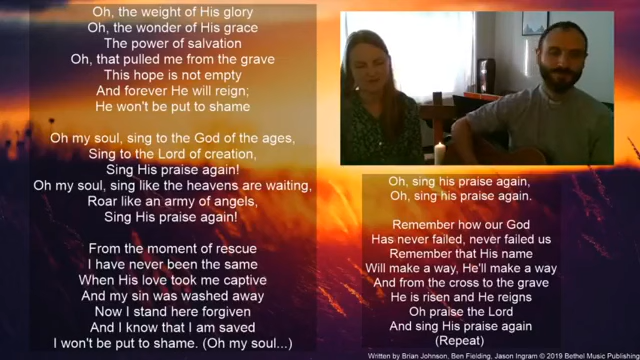 Oh, the weight of His glory
Oh, the wonder of His grace
The power of salvation
Oh, that pulled me from the grave
This hope is not empty
And forever He will reign;
He won't be put to shame
Oh my soul, sing to the God of the ages,
Sing to the Lord of creation,
Sing His praise again!
Oh my soul, sing like the heavens are waiting,
Roar like an army of angels,
Sing His praise again!
From the moment of rescue
I have never been the same
When His love took me captive
And my sin was washed away
Now I stand here forgiven
And I know that I am saved
I won't be put to shame. (Oh my soul...)
Oh, sing his praise again,
Oh, sing his praise again.
Remember how our God
Has never failed, never failed us
Remember that His name
Will make a way, He'll make a way
And from the cross to the grave
He is risen and He reigns
Oh praise the Lord
And sing His praise again
(Repeat)
Written by Brian Johnson, Ben Fielding, Jason Ingram © 2019 Bethel Music Publishing